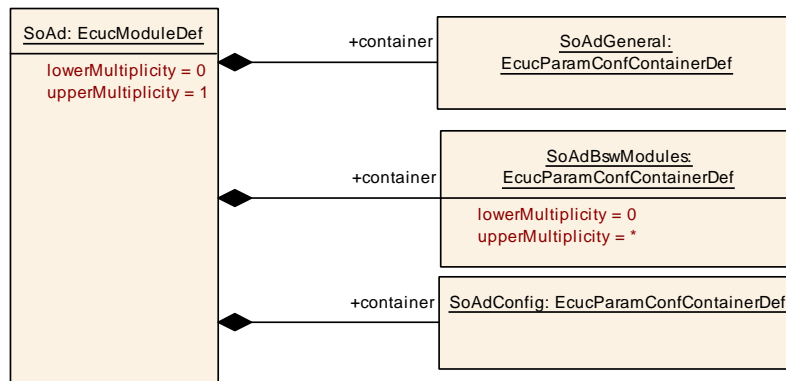 SoAd: EcucModuleDef
lowerMultiplicity = 0
upperMultiplicity = 1
+container
SoAdGeneral:
EcucParamConfContainerDef
+container
SoAdBswModules:
EcucParamConfContainerDef
lowerMultiplicity = 0
upperMultiplicity = *
+container
SoAdConfig: EcucParamConfContainerDef